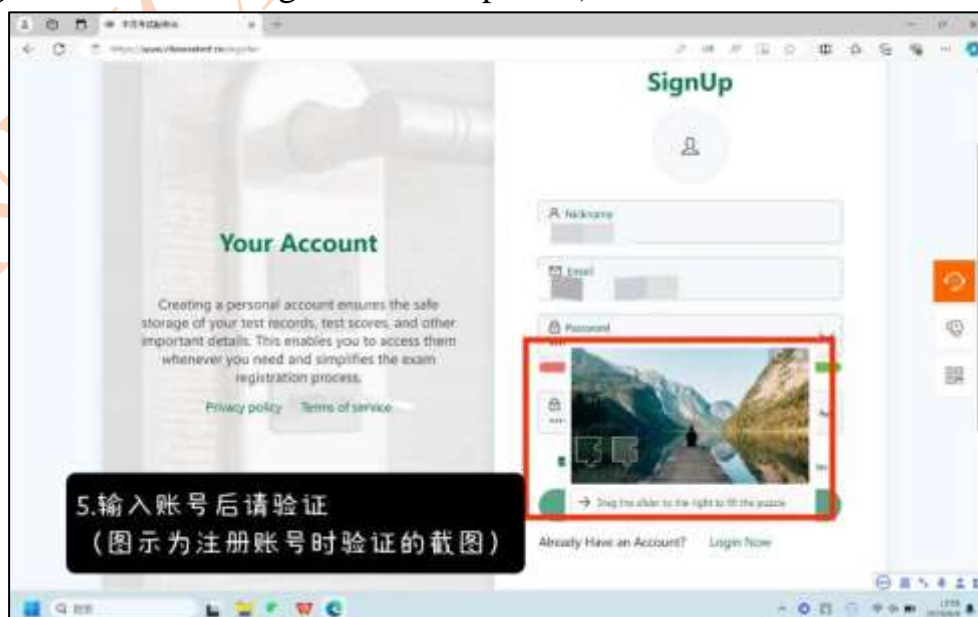 SignUp
Nickname
Email
Password
Your Account
Creating a personal account ensures the safe
storage of your test records, test scores, and other
important details. This enables you to access them
whenever you need and simplifies the exam
registration process.
Privacy policy Terms of service
→ Drag the slider to the right to fit the puzzle
Already Have an Account? Login Now
5.输入账号后请验证
(图示为注册账号时验证的截图)